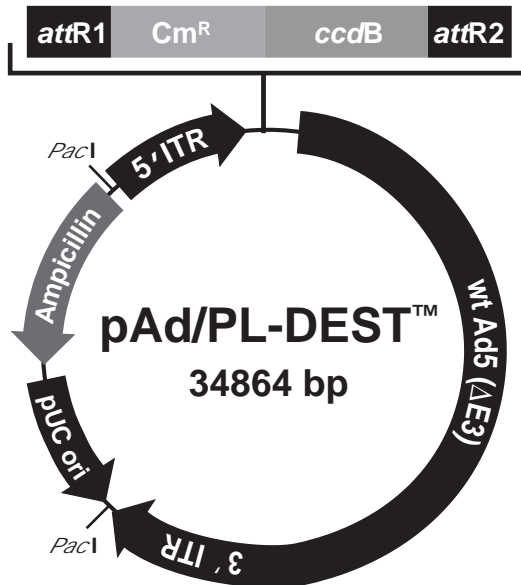 attR1 CmR ccdB attR2
5′ ITR
PacI
Ampicillin
wt Ad5 (ΔE3)
pAd/PL-DEST™
34864 bp
pUC ori
PacI
3′ ITR